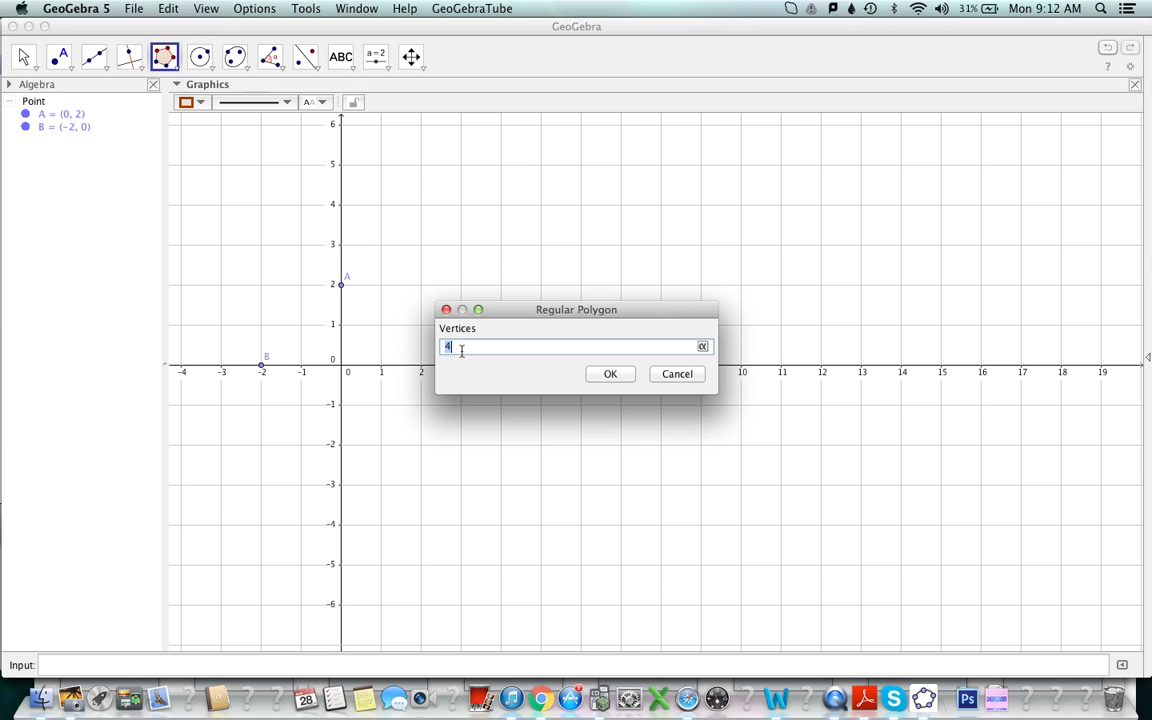 GeoGebra 5 File Edit View Options Tools Window Help GeoGebraTube 31% Mon 9:12 AM
GeoGebra
A ABC a=2
?
Algebra Graphics
AA
Point
A = (0, 2)
B = (−2, 0)
6
5
4
3
A
2
1
B
0
−4 −3 −2 −1 0 1 2 10 11 12 13 14 15 16 17 18 19
−1
−2
−3
−4
−5
−6
Regular Polygon
Vertices
4 α
OK Cancel
Input:
28